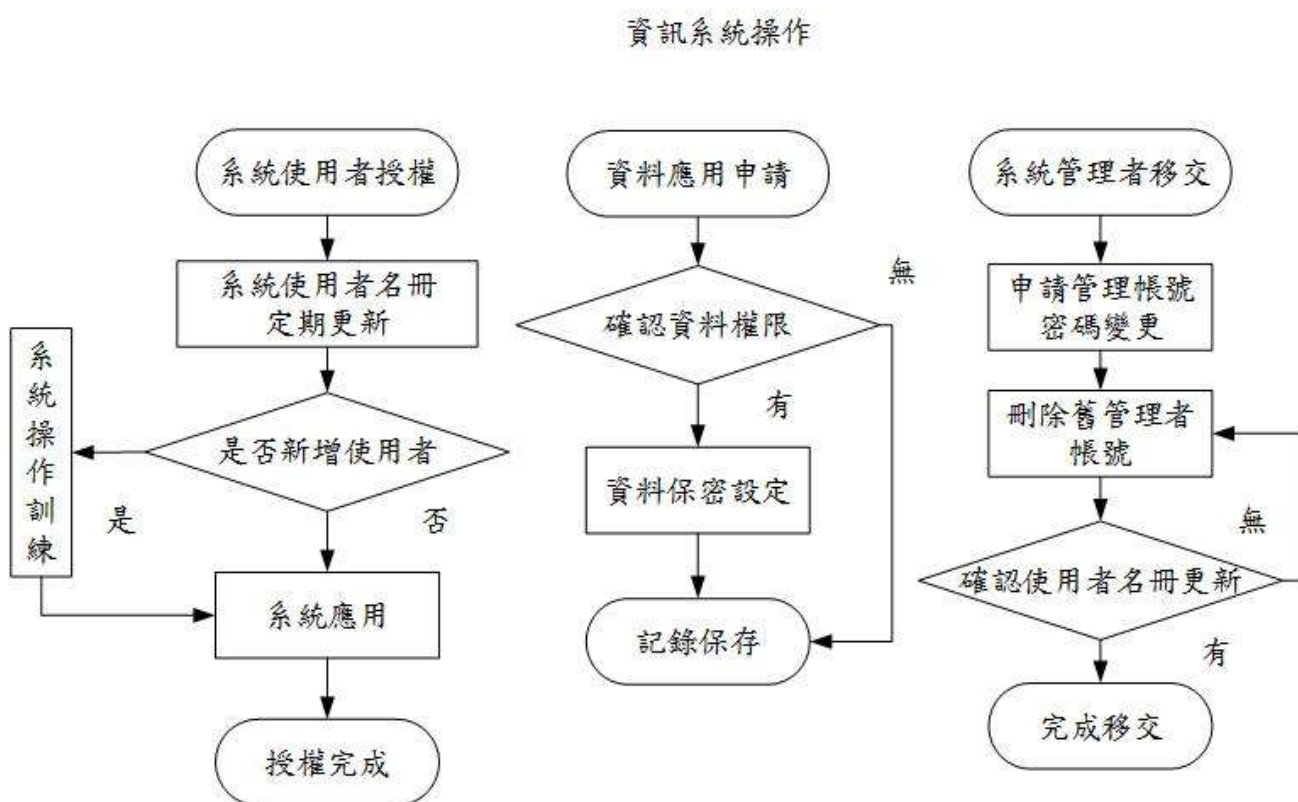 資訊系統操作
系統使用者授權
系統使用者名冊
定期更新
是否新增使用者
是
否
系統操作訓練
系統應用
授權完成
資料應用申請
確認資料權限
無
有
資料保密設定
記錄保存
系統管理者移交
申請管理帳號
密碼變更
刪除舊管理者
帳號
確認使用者名冊更新
無
有
完成移交